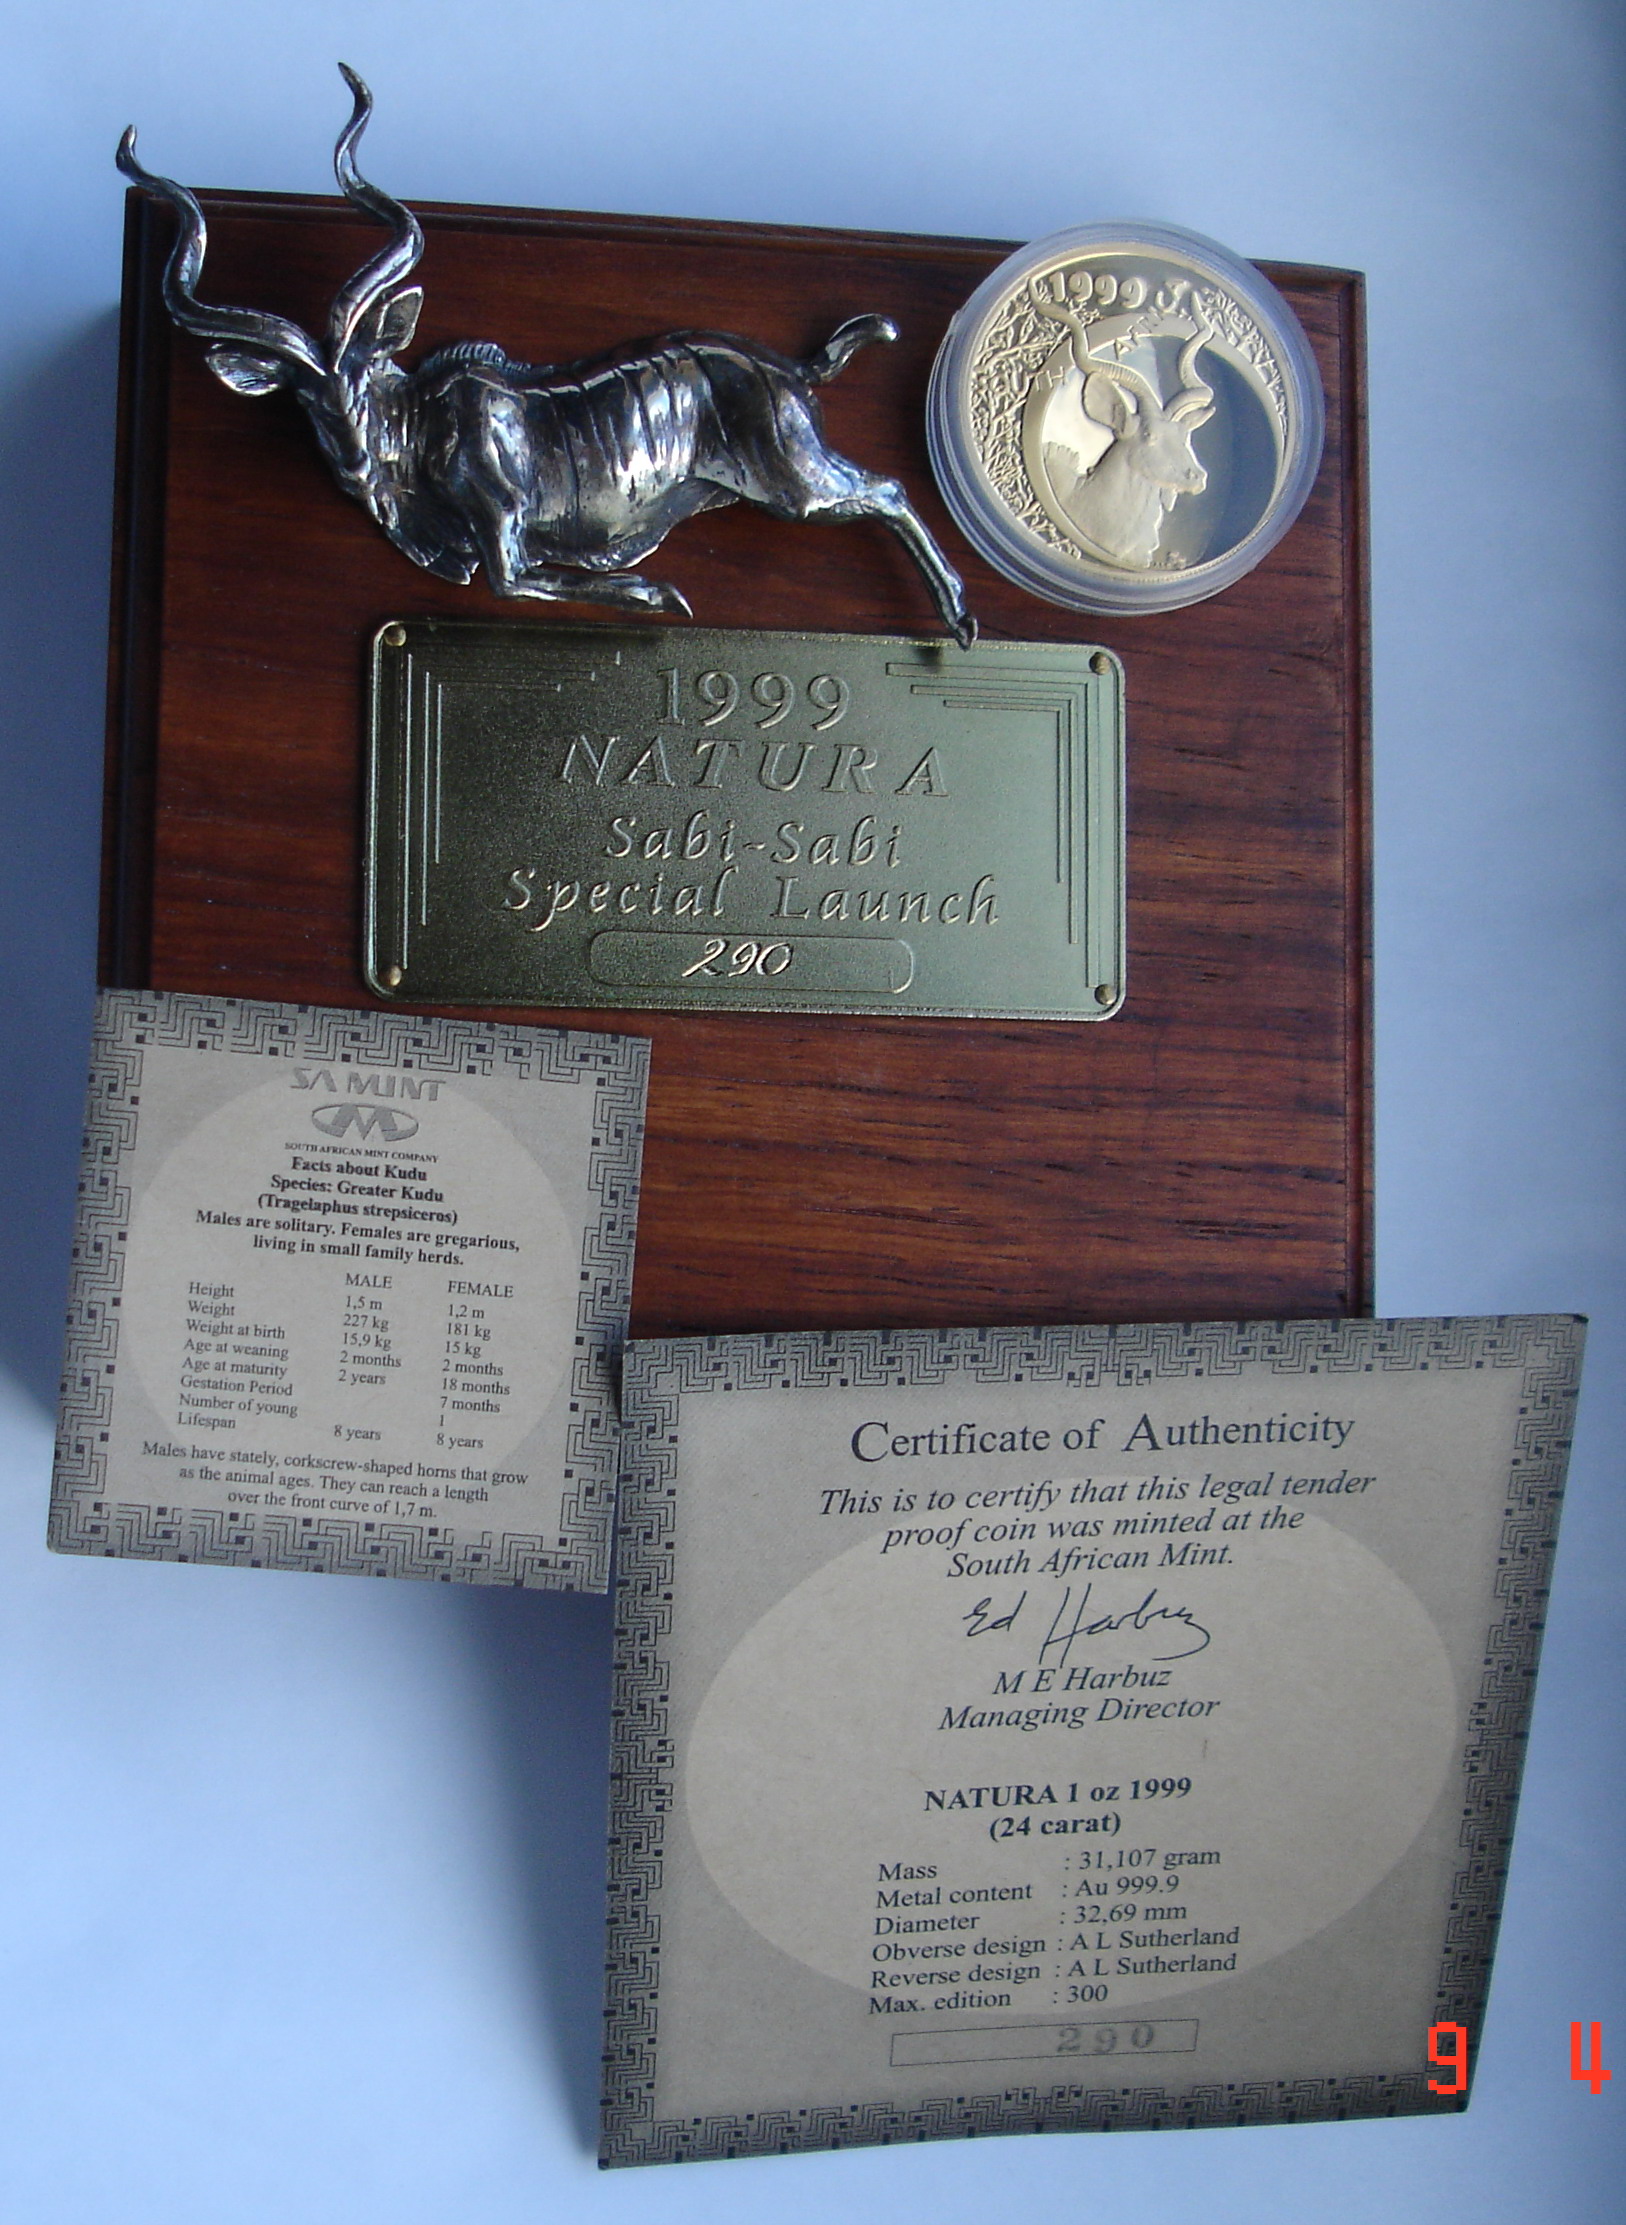 1999
1999
NATURA
Sabi-Sabi
Special Launch
290
SA MINT
SOUTH AFRICAN MINT COMPANY
Facts about Kudu
Species: Greater Kudu
(Tragelaphus strepsiceros)
Males are solitary. Females are gregarious,
living in small family herds.
MALE FEMALE
Height 1,5 m 1,2 m
Weight 227 kg 181 kg
Weight at birth 15,9 kg 15 kg
Age at weaning 2 months 2 months
Age at maturity 2 years 18 months
Gestation Period 7 months
Number of young 1
Lifespan 8 years 8 years
Males have stately, corkscrew-shaped horns that grow
as the animal ages. They can reach a length
over the front curve of 1,7 m.
Certificate of Authenticity
This is to certify that this legal tender
proof coin was minted at the
South African Mint.
Ed Harbuz
M E Harbuz
Managing Director
NATURA 1 oz 1999
(24 carat)
Mass : 31,107 gram
Metal content : Au 999.9
Diameter : 32,69 mm
Obverse design : A L Sutherland
Reverse design : A L Sutherland
Max. edition : 300
290
9 4